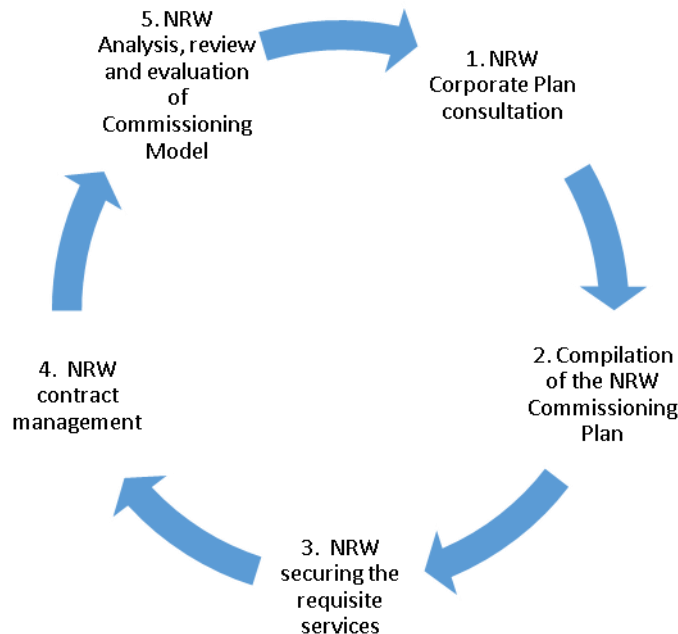 1. NRW
Corporate Plan
consultation
2. Compilation
of the NRW
Commissioning
Plan
3. NRW
securing the
requisite
services
4. NRW
contract
management
5. NRW
Analysis, review
and evaluation
of
Commissioning
Model